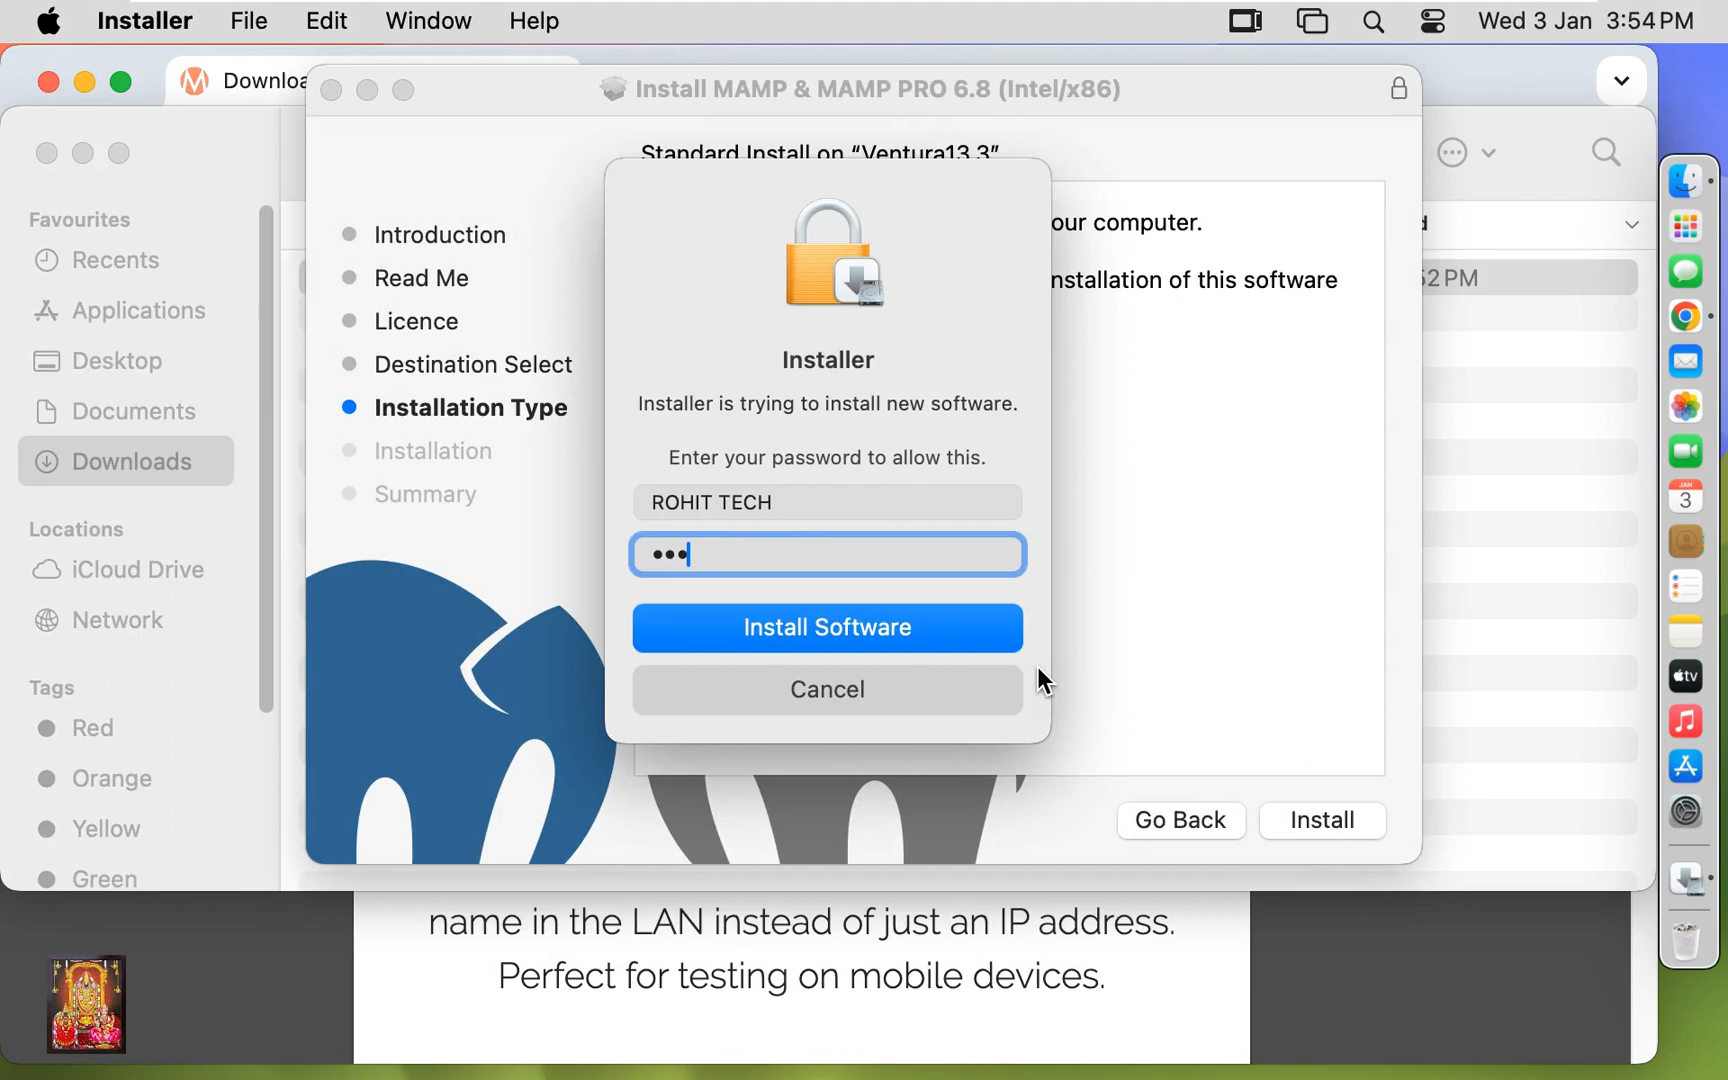 Installer File Edit Window Help Wed 3 Jan 3:54 PM
Downloa
Install MAMP & MAMP PRO 6.8 (Intel/x86)
Standard Install on “Ventura13.3”
Favourites
Recents
Applications
Desktop
Documents
Downloads
Locations
iCloud Drive
Network
Tags
Red
Orange
Yellow
Green
Introduction
Read Me
Licence
Destination Select
Installation Type
Installation
Summary
our computer.
nstallation of this software
Installer
Installer is trying to install new software.
Enter your password to allow this.
ROHIT TECH
•••
Install Software
Cancel
Go Back Install
52 PM
JAN
3
tv
name in the LAN instead of just an IP address.
Perfect for testing on mobile devices.